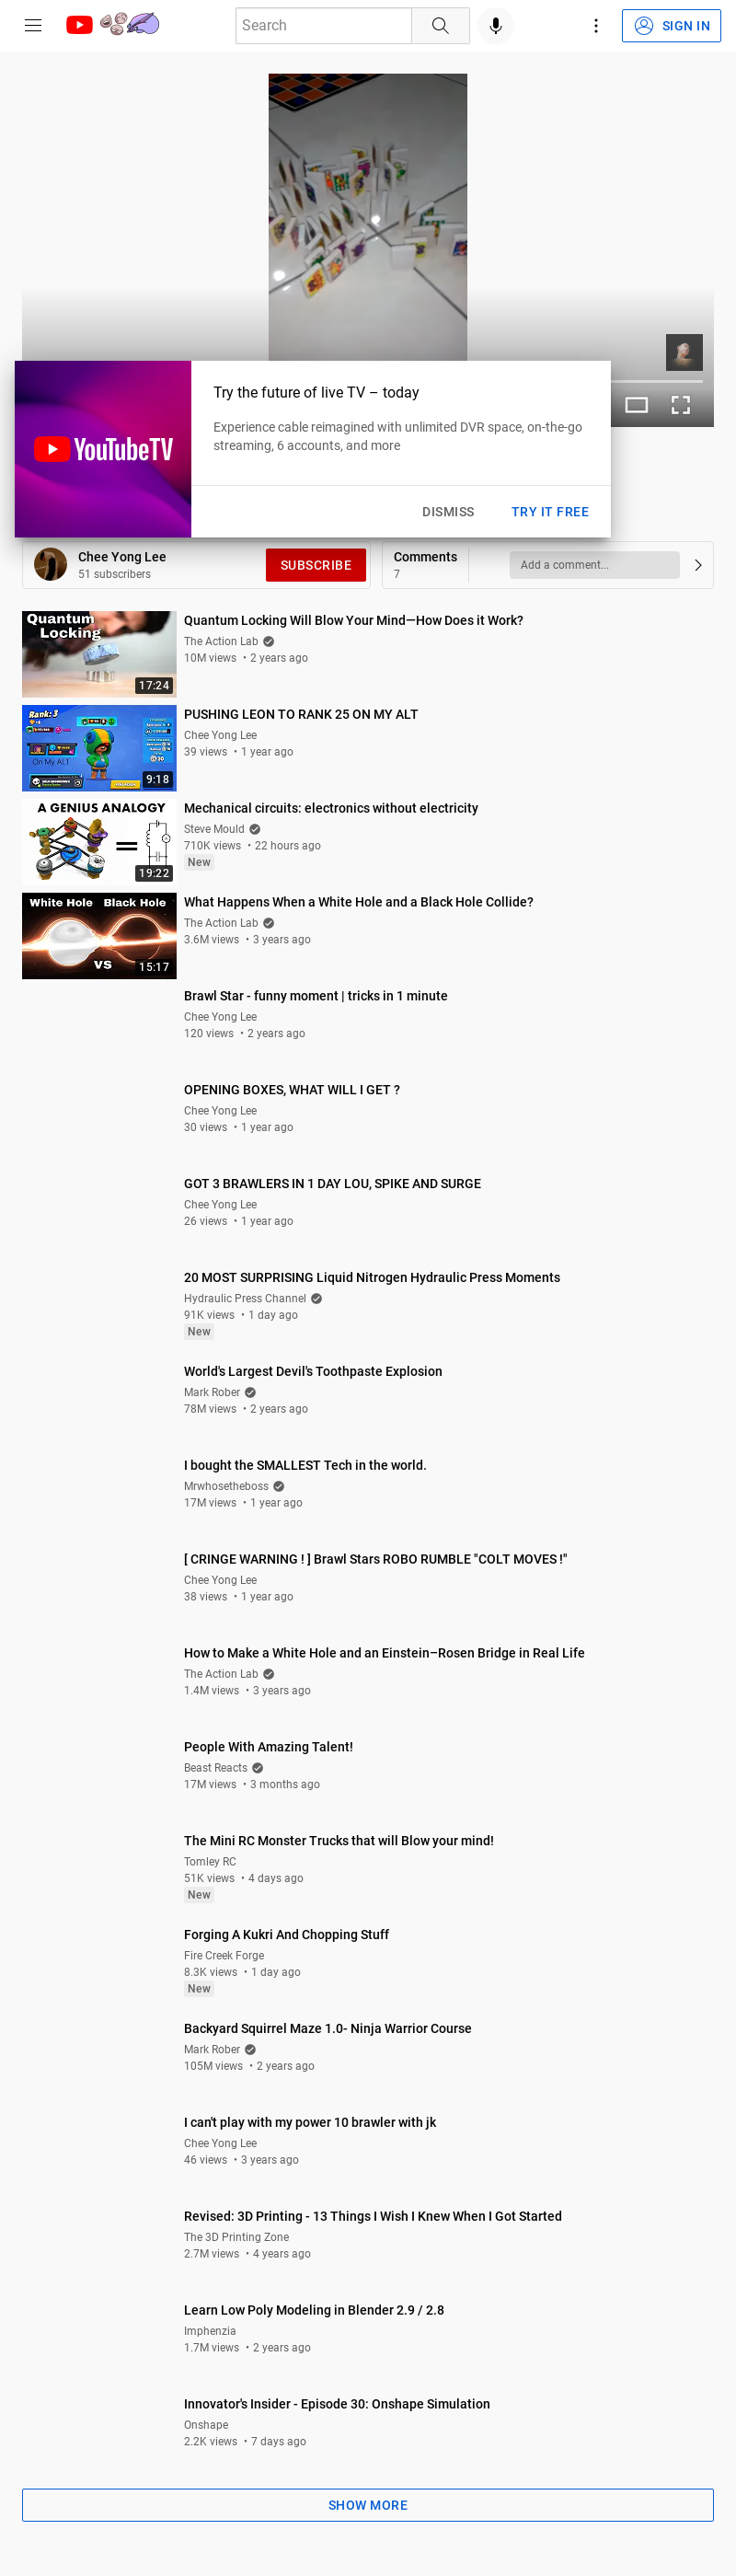 Search
SIGN IN
YouTubeTV
Try the future of live TV – today
Experience cable reimagined with unlimited DVR space, on-the-go
streaming, 6 accounts, and more
DISMISS
TRY IT FREE
Chee Yong Lee
51 subscribers
SUBSCRIBE
Comments
7
Add a comment...
Quantum
Locking
17:24
Quantum Locking Will Blow Your Mind—How Does it Work?
The Action Lab
10M views • 2 years ago
Rank: 3
On My ALT
9:18
PUSHING LEON TO RANK 25 ON MY ALT
Chee Yong Lee
39 views • 1 year ago
A GENIUS ANALOGY
=
19:22
Mechanical circuits: electronics without electricity
Steve Mould
710K views • 22 hours ago
New
White Hole Black Hole
VS
15:17
What Happens When a White Hole and a Black Hole Collide?
The Action Lab
3.6M views • 3 years ago
Brawl Star - funny moment | tricks in 1 minute
Chee Yong Lee
120 views • 2 years ago
OPENING BOXES, WHAT WILL I GET ?
Chee Yong Lee
30 views • 1 year ago
GOT 3 BRAWLERS IN 1 DAY LOU, SPIKE AND SURGE
Chee Yong Lee
26 views • 1 year ago
20 MOST SURPRISING Liquid Nitrogen Hydraulic Press Moments
Hydraulic Press Channel
91K views • 1 day ago
New
World's Largest Devil's Toothpaste Explosion
Mark Rober
78M views • 2 years ago
I bought the SMALLEST Tech in the world.
Mrwhosetheboss
17M views • 1 year ago
[ CRINGE WARNING ! ] Brawl Stars ROBO RUMBLE "COLT MOVES !"
Chee Yong Lee
38 views • 1 year ago
How to Make a White Hole and an Einstein–Rosen Bridge in Real Life
The Action Lab
1.4M views • 3 years ago
People With Amazing Talent!
Beast Reacts
17M views • 3 months ago
The Mini RC Monster Trucks that will Blow your mind!
Tomley RC
51K views • 4 days ago
New
Forging A Kukri And Chopping Stuff
Fire Creek Forge
8.3K views • 1 day ago
New
Backyard Squirrel Maze 1.0- Ninja Warrior Course
Mark Rober
105M views • 2 years ago
I can't play with my power 10 brawler with jk
Chee Yong Lee
46 views • 3 years ago
Revised: 3D Printing - 13 Things I Wish I Knew When I Got Started
The 3D Printing Zone
2.7M views • 4 years ago
Learn Low Poly Modeling in Blender 2.9 / 2.8
Imphenzia
1.7M views • 2 years ago
Innovator's Insider - Episode 30: Onshape Simulation
Onshape
2.2K views • 7 days ago
SHOW MORE